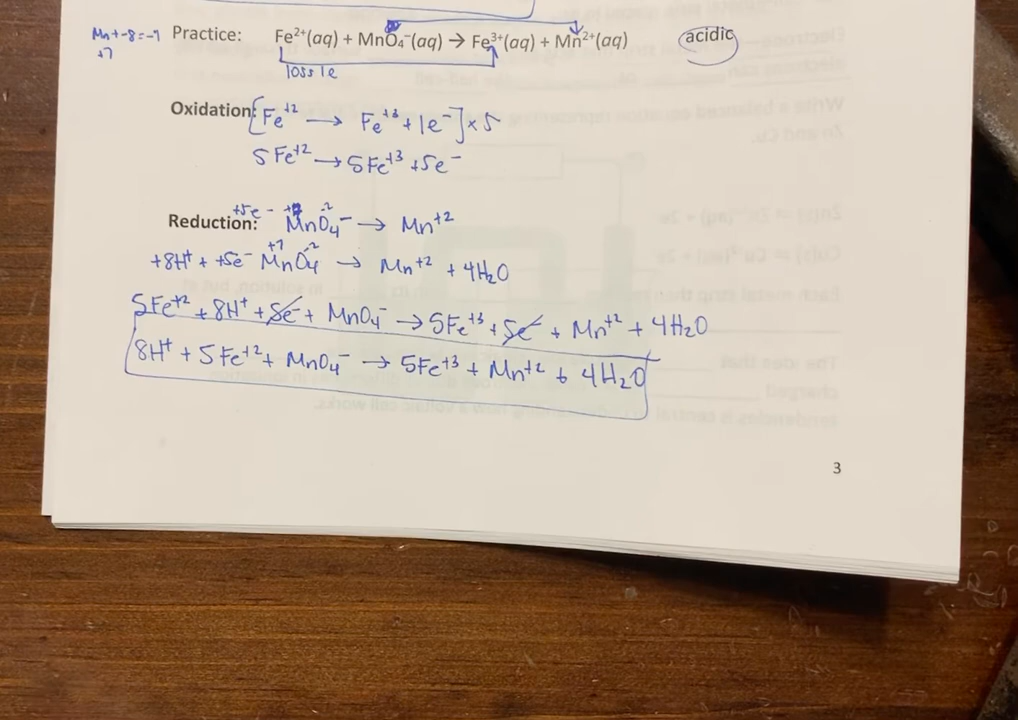 Mn+-8=-1
+7
Practice: Fe²⁺(aq) + MnO₄⁻(aq) → Fe³⁺(aq) + Mn²⁺(aq) acidic
loss 1e
Oxidation: [Fe⁺² → Fe⁺³ + 1e⁻] × 5
5Fe⁺² → 5Fe⁺³ + 5e⁻
+5e⁻ -2
Reduction: MnO₄⁻ → Mn⁺²
+7 -2
+8H⁺ + +5e⁻ MnO₄ → Mn⁺² + 4H₂O
5Fe⁺² + 8H⁺ + 5e⁻ + MnO₄⁻ → 5Fe⁺³ + 5e⁻ + Mn⁺² + 4H₂O
8H⁺ + 5Fe⁺² + MnO₄⁻ → 5Fe⁺³ + Mn⁺² + 4H₂O
3